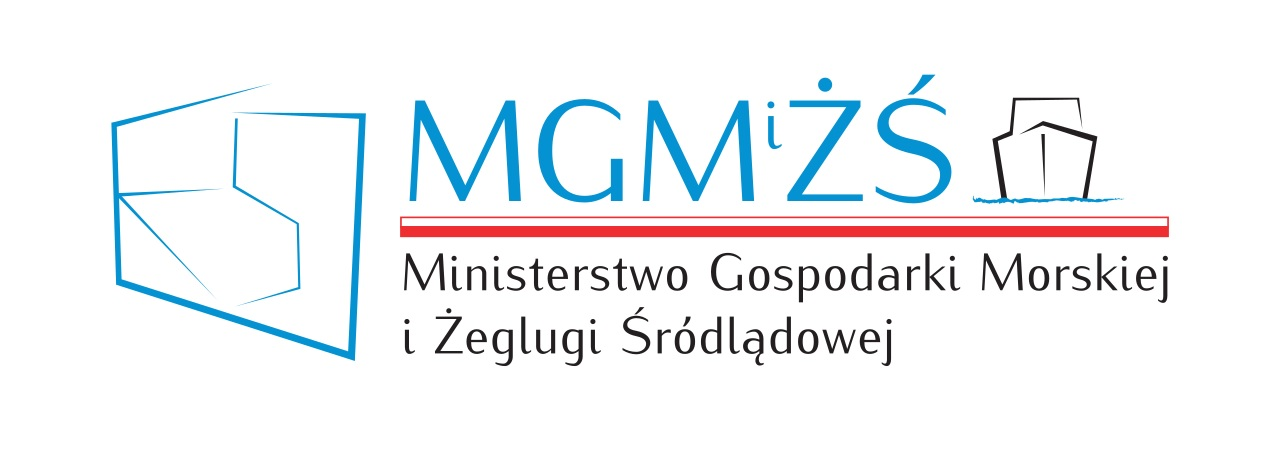 MGMiŻŚ
Ministerstwo Gospodarki Morskiej
i Żeglugi Śródlądowej